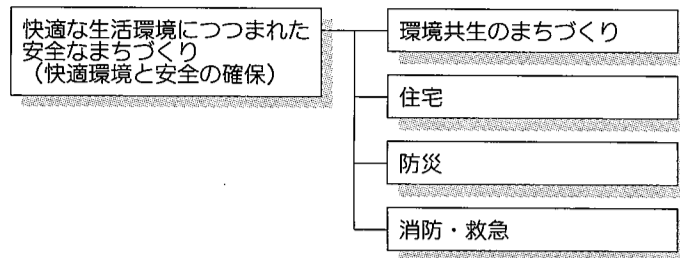 快適な生活環境につつまれた
安全なまちづくり
（快適環境と安全の確保）
環境共生のまちづくり
住宅
防災
消防・救急